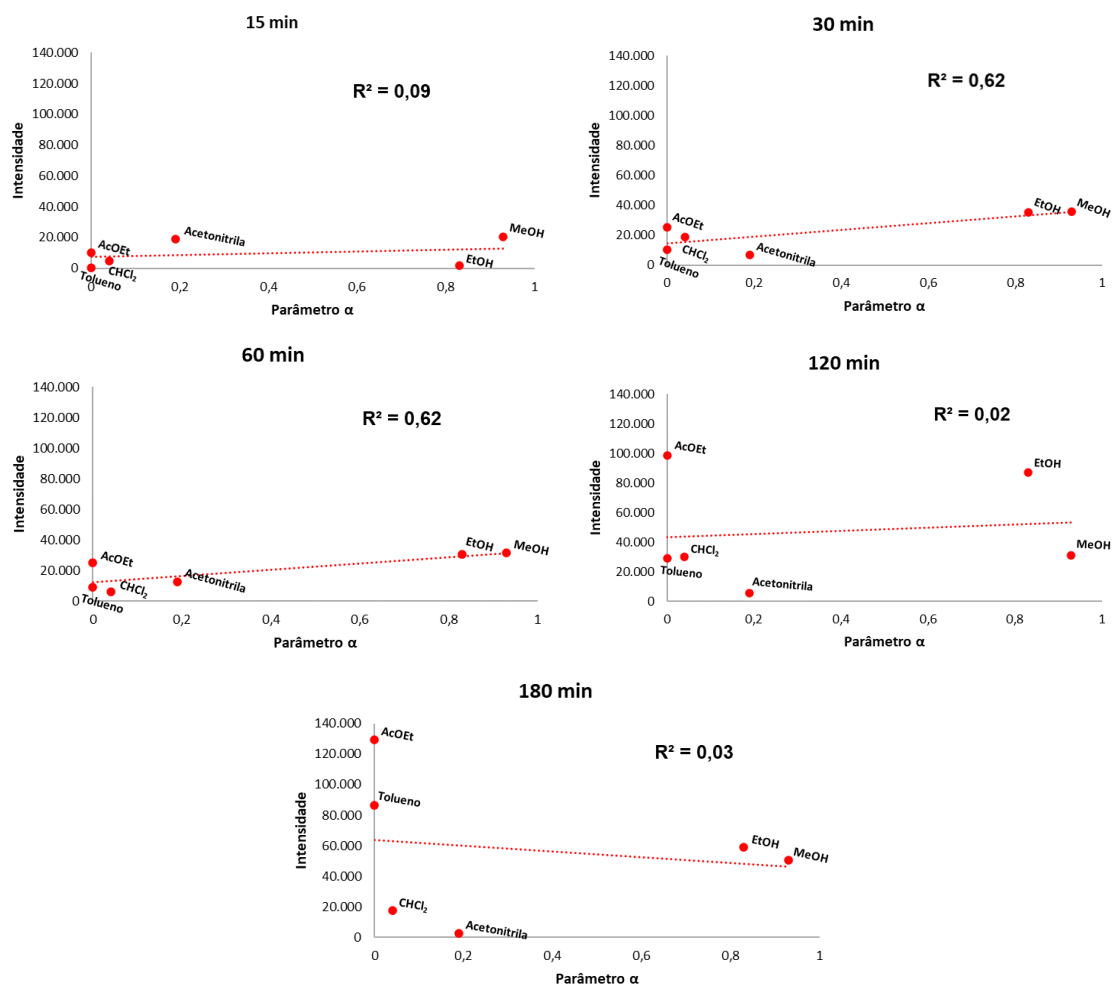 15 min
R² = 0,09
Intensidade
140.000
120.000
100.000
80.000
60.000
40.000
20.000
0
AcOEt
Tolueno
CHCl₂
Acetonitrila
EtOH
MeOH
0 0,2 0,4 0,6 0,8 1
Parâmetro α
30 min
R² = 0,62
Intensidade
140.000
120.000
100.000
80.000
60.000
40.000
20.000
0
AcOEt
Tolueno
CHCl₂
Acetonitrila
EtOH
MeOH
0 0,2 0,4 0,6 0,8 1
Parâmetro α
60 min
R² = 0,62
Intensidade
140.000
120.000
100.000
80.000
60.000
40.000
20.000
0
AcOEt
Tolueno
CHCl₂
Acetonitrila
EtOH
MeOH
0 0,2 0,4 0,6 0,8 1
Parâmetro α
120 min
R² = 0,02
Intensidade
140.000
120.000
100.000
80.000
60.000
40.000
20.000
0
AcOEt
Tolueno
CHCl₂
Acetonitrila
EtOH
MeOH
0 0,2 0,4 0,6 0,8 1
Parâmetro α
180 min
R² = 0,03
Intensidade
140.000
120.000
100.000
80.000
60.000
40.000
20.000
0
AcOEt
Tolueno
CHCl₂
Acetonitrila
EtOH
MeOH
0 0,2 0,4 0,6 0,8 1
Parâmetro α